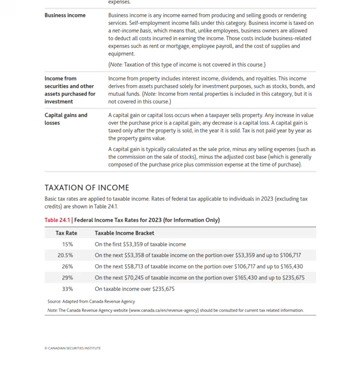 expenses.
Business income
Business income is any income earned from producing and selling goods or rendering
services. Self-employment income falls under this category. Business income is taxed on
a net-income basis, which means that, unlike employees, business owners are allowed
to deduct all costs incurred in earning the income. Those costs include business-related
expenses such as rent or mortgage, employee payroll, and the cost of supplies and
equipment.
(Note: Taxation of this type of income is not covered in this course.)
Income from
securities and other
assets purchased for
investment
Income from property includes interest income, dividends, and royalties. This income
derives from assets purchased solely for investment purposes, such as stocks, bonds, and
mutual funds. (Note: Income from rental properties is included in this category, but it is
not covered in this course.)
Capital gains and
losses
A capital gain or capital loss occurs when a taxpayer sells property. Any increase in value
over the purchase price is a capital gain; any decrease is a capital loss. A capital gain is
taxed only after the property is sold, in the year it is sold. Tax is not paid year by year as
the property gains value.
A capital gain is typically calculated as the sale price, minus any selling expenses (such as
the commission on the sale of stocks), minus the adjusted cost base (which is generally
composed of the purchase price plus commission expense at the time of purchase).
TAXATION OF INCOME
Basic tax rates are applied to taxable income. Rates of federal tax applicable to individuals in 2023 (excluding tax
credits) are shown in Table 24.1.
Table 24.1 | Federal Income Tax Rates for 2023 (for Information Only)
Tax Rate Taxable Income Bracket
15% On the first $53,359 of taxable income
20.5% On the next $53,358 of taxable income on the portion over $53,359 and up to $106,717
26% On the next $58,713 of taxable income on the portion over $106,717 and up to $165,430
29% On the next $70,245 of taxable income on the portion over $165,430 and up to $235,675
33% On taxable income over $235,675
Source: Adapted from Canada Revenue Agency
Note: The Canada Revenue Agency website (www.canada.ca/en/revenue-agency) should be consulted for current tax related information.
© CANADIAN SECURITIES INSTITUTE